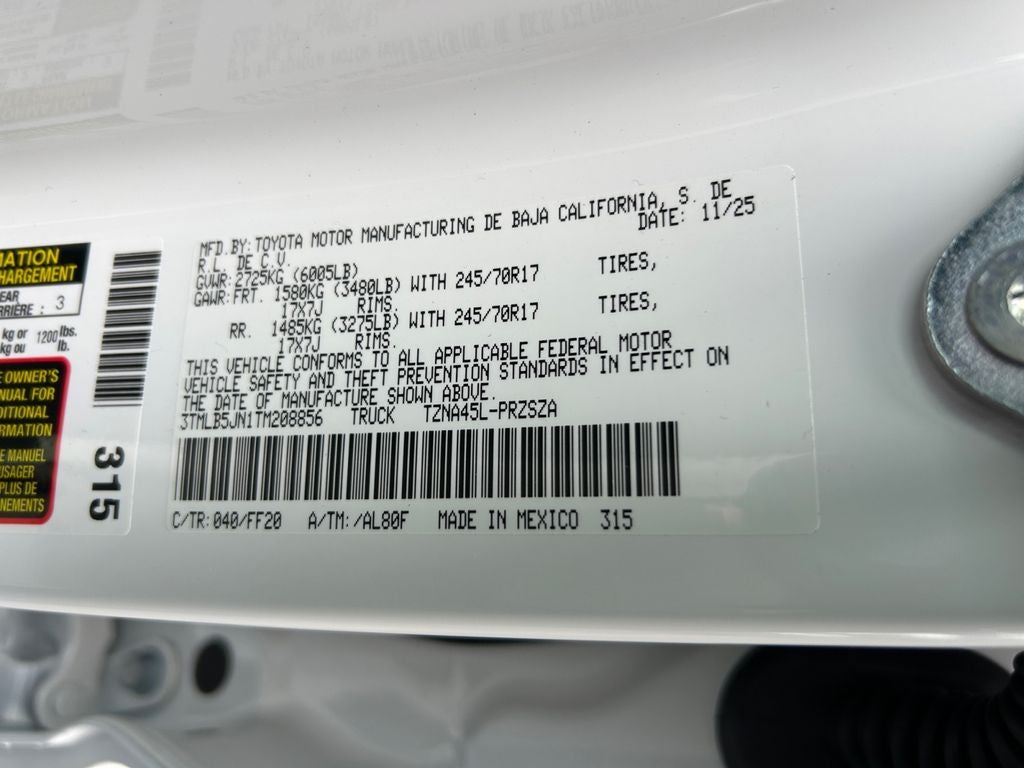 MFD.BY:TOYOTA MOTOR MANUFACTURING DE BAJA CALIFORNIA, S. DE
R.L. DE C.V. DATE: 11/25
GVWR:2725KG (6005LB)
GAWR:FRT. 1580KG (3480LB) WITH 245/70R17 TIRES,
17X7J RIMS.
RR. 1485KG (3275LB) WITH 245/70R17 TIRES,
17X7J RIMS.
THIS VEHICLE CONFORMS TO ALL APPLICABLE FEDERAL MOTOR
VEHICLE SAFETY AND THEFT PREVENTION STANDARDS IN EFFECT ON
THE DATE OF MANUFACTURE SHOWN ABOVE.
3TMLB5JN1TM208856 TRUCK TZNA45L-PRZSZA
C/TR:040/FF20 A/TM:/AL80F MADE IN MEXICO 315
MATION
HARGEMENT
EAR
RRIÈRE : 3
kg or 1200 lbs.
kg ou lb.
E OWNER'S
NUAL FOR
DITIONAL
RMATION
E MANUEL
USAGER
PLUS DE
NEMENTS
315